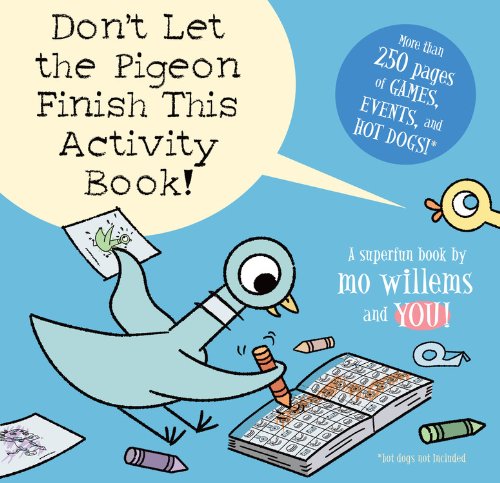 Don't Let
the Pigeon
Finish This
Activity
Book!
More than
250 pages
of GAMES,
EVENTS, and
HOT DOGS!*
A superfun book by
mo willems
and YOU!
*hot dogs not included